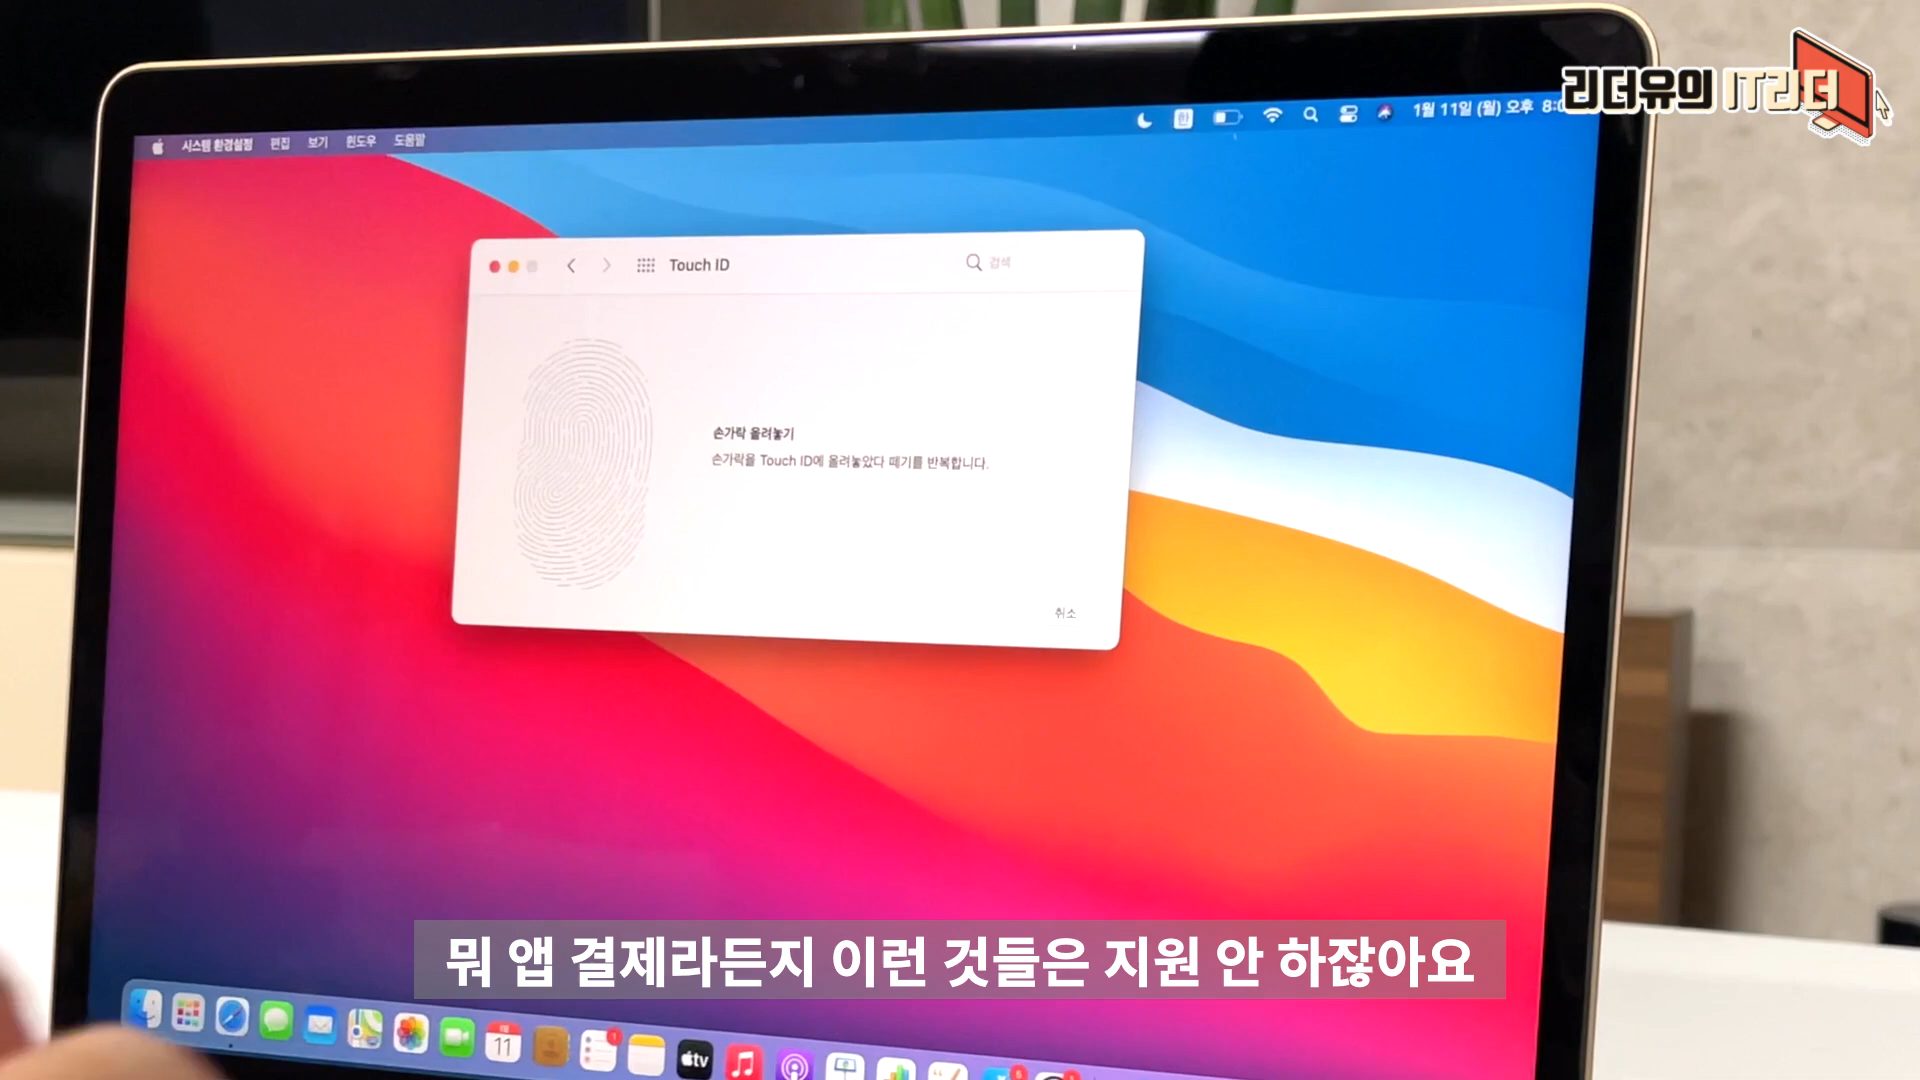 리더유의 IT리더
시스템 환경설정 편집 보기 윈도우 도움말
한
1월 11일 (월) 오후
Touch ID
검색
손가락 올려놓기
손가락을 Touch ID에 올려놓았다 떼기를 반복합니다.
취소
뭐 앱 결제라든지 이런 것들은 지원 안 하잖아요
11
1
tv